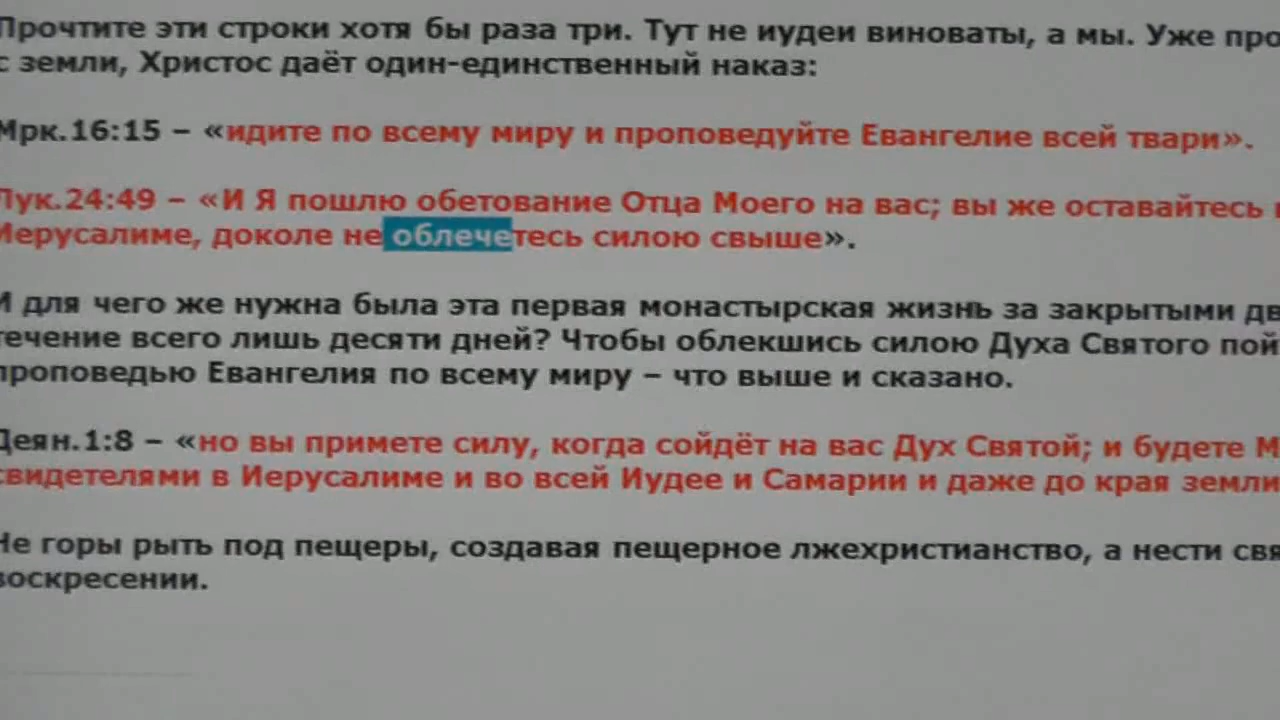 Прочтите эти строки хотя бы раза три. Тут не иудеи виноваты, а мы. Уже про
с земли, Христос даёт один-единственный наказ:
Мрк.16:15 – «идите по всему миру и проповедуйте Евангелие всей твари».
Лук.24:49 – «И Я пошлю обетование Отца Моего на вас; вы же оставайтесь
Иерусалиме, доколе не облечетесь силою свыше».
И для чего же нужна была эта первая монастырская жизнь за закрытыми дв
течение всего лишь десяти дней? Чтобы облекшись силою Духа Святого пой
проповедью Евангелия по всему миру – что выше и сказано.
Деян.1:8 – «но вы примете силу, когда сойдёт на вас Дух Святой; и будете М
свидетелями в Иерусалиме и во всей Иудее и Самарии и даже до края земли
Не горы рыть под пещеры, создавая пещерное лжехристианство, а нести свя
воскресении.